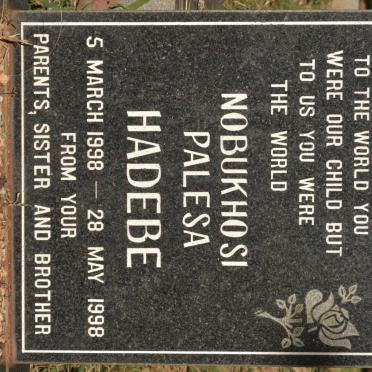 TO THE WORLD YOU
WERE OUR CHILD BUT
TO US YOU WERE
THE WORLD
NOBUKHOSI
PALESA
HADEBE
5 MARCH 1998 — 28 MAY 1998
FROM YOUR
PARENTS, SISTER AND BROTHER